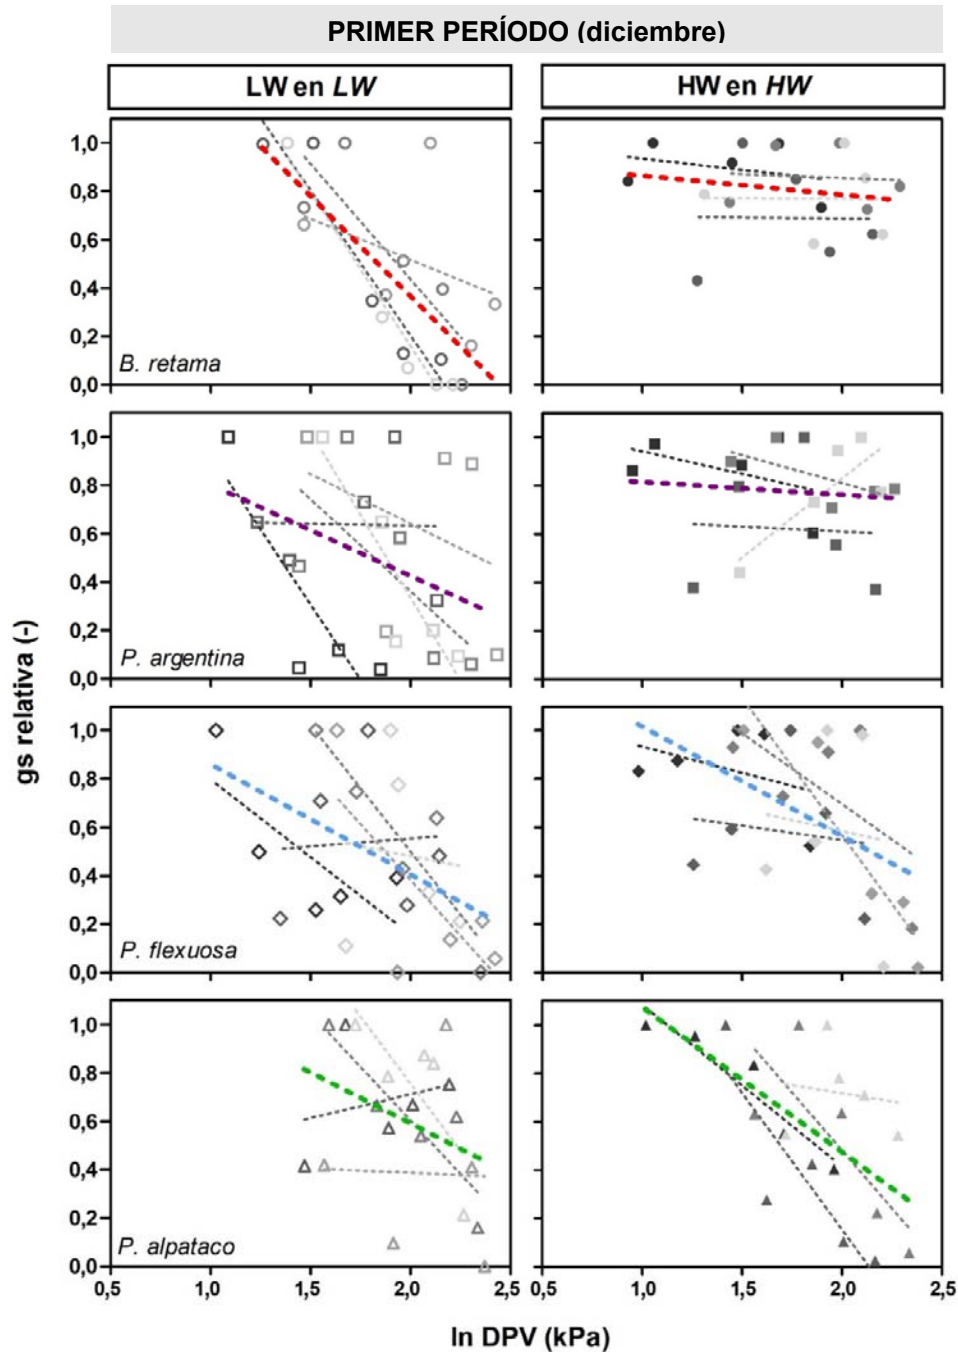 PRIMER PERÍODO (diciembre)
LW en LW
HW en HW
1,0
0,8
0,6
0,4
0,2
0,0
B. retama
1,0
0,8
0,6
0,4
0,2
0,0
P. argentina
1,0
0,8
0,6
0,4
0,2
0,0
P. flexuosa
1,0
0,8
0,6
0,4
0,2
0,0
P. alpataco
gs relativa (-)
0,5 1,0 1,5 2,0 2,5
0,5 1,0 1,5 2,0 2,5
ln DPV (kPa)